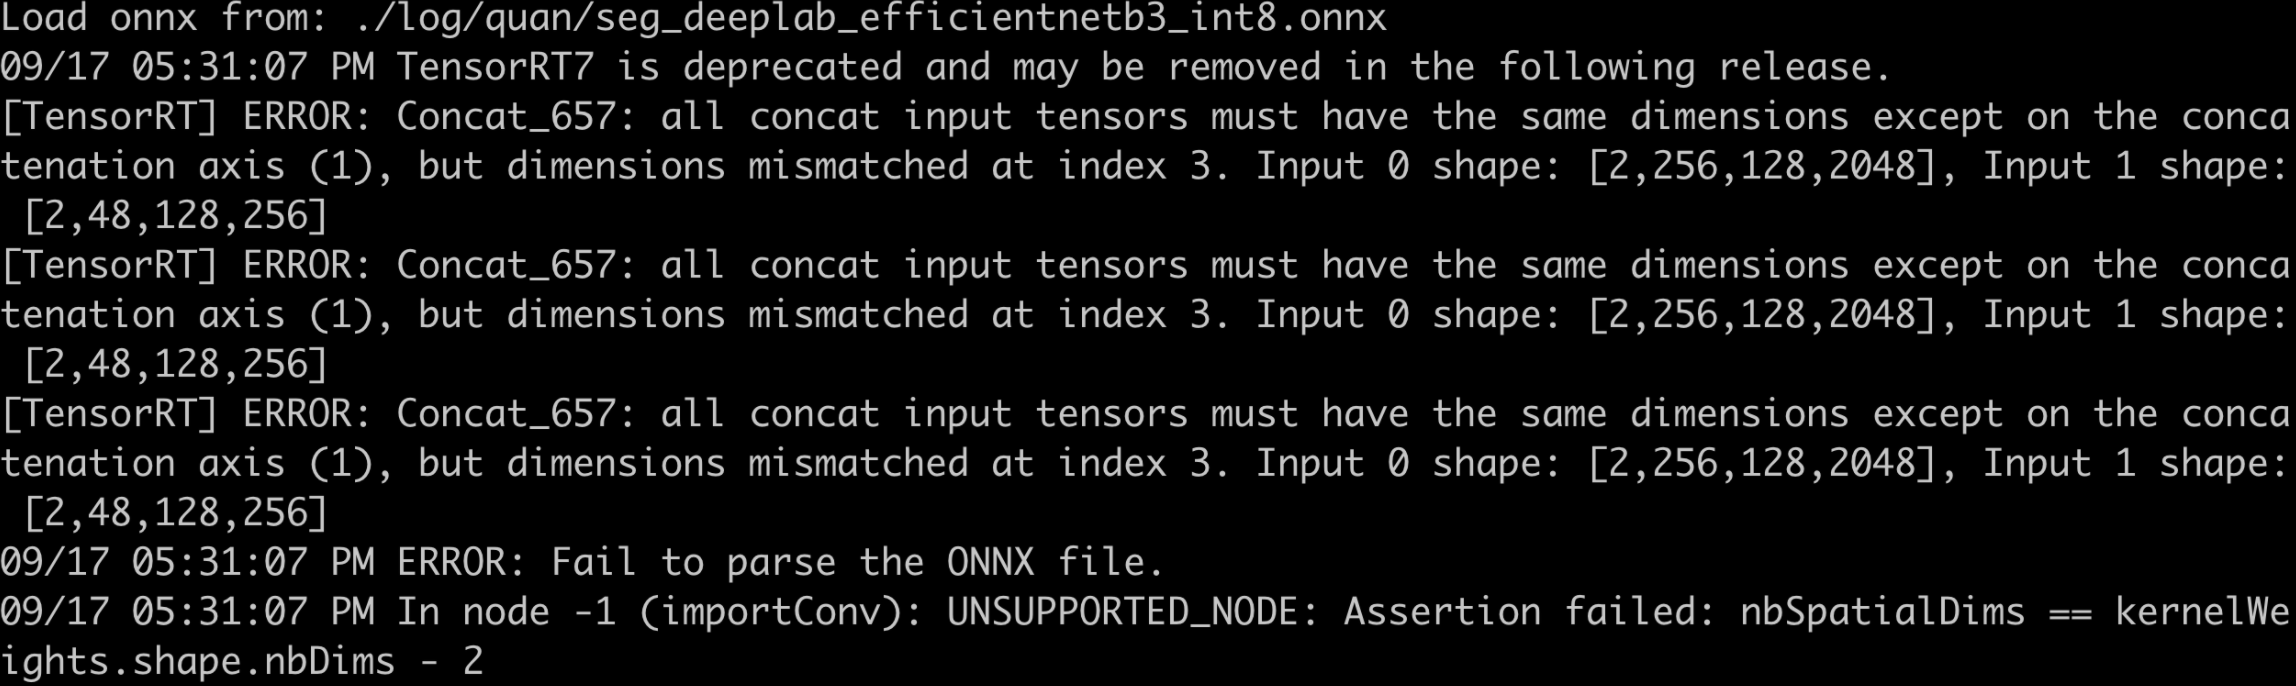 Load onnx from: ./log/quan/seg_deeplab_efficientnetb3_int8.onnx
09/17 05:31:07 PM TensorRT7 is deprecated and may be removed in the following release.
[TensorRT] ERROR: Concat_657: all concat input tensors must have the same dimensions except on the conca
tenation axis (1), but dimensions mismatched at index 3. Input 0 shape: [2,256,128,2048], Input 1 shape:
 [2,48,128,256]
[TensorRT] ERROR: Concat_657: all concat input tensors must have the same dimensions except on the conca
tenation axis (1), but dimensions mismatched at index 3. Input 0 shape: [2,256,128,2048], Input 1 shape:
 [2,48,128,256]
[TensorRT] ERROR: Concat_657: all concat input tensors must have the same dimensions except on the conca
tenation axis (1), but dimensions mismatched at index 3. Input 0 shape: [2,256,128,2048], Input 1 shape:
 [2,48,128,256]
09/17 05:31:07 PM ERROR: Fail to parse the ONNX file.
09/17 05:31:07 PM In node -1 (importConv): UNSUPPORTED_NODE: Assertion failed: nbSpatialDims == kernelWe
ights.shape.nbDims - 2